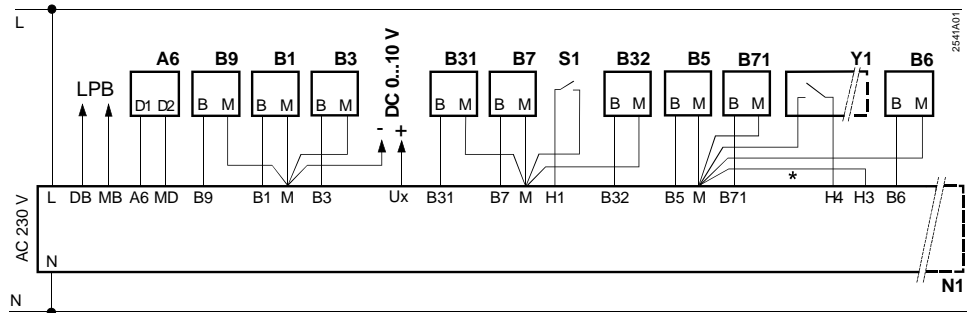 L
2541A01
A6 B9 B1 B3 DC 0...10 V B31 B7 S1 B32 B5 B71 Y1 B6
LPB
D1 D2 B M B M B M B M B M B M B M B M B M
- +
*
L DB MB A6 MD B9 B1 M B3 Ux B31 B7 M H1 B32 B5 M B71 H4 H3 B6
AC 230 V
N
N1
N